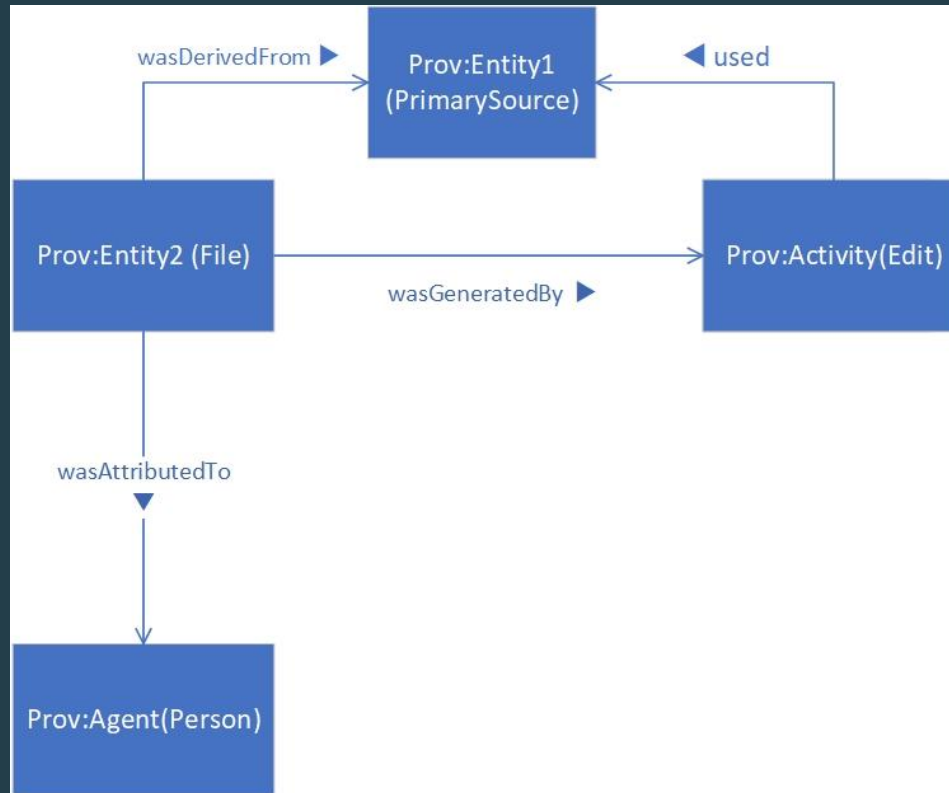 wasDerivedFrom ▶
Prov:Entity1
(PrimarySource)
◀ used
Prov:Entity2 (File)
Prov:Activity(Edit)
wasGeneratedBy ▶
wasAttributedTo
▼
Prov:Agent(Person)